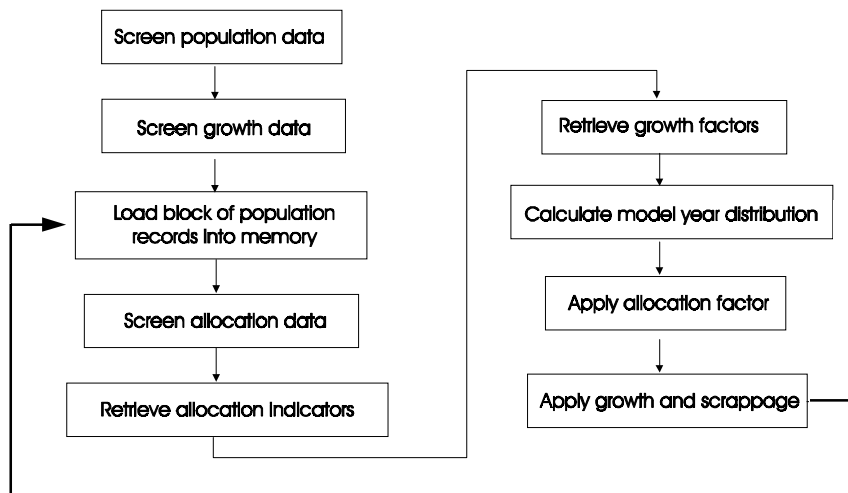 Screen population data
Screen growth data
Load block of population
records into memory
Screen allocation data
Retrieve allocation indicators
Retrieve growth factors
Calculate model year distribution
Apply allocation factor
Apply growth and scrappage